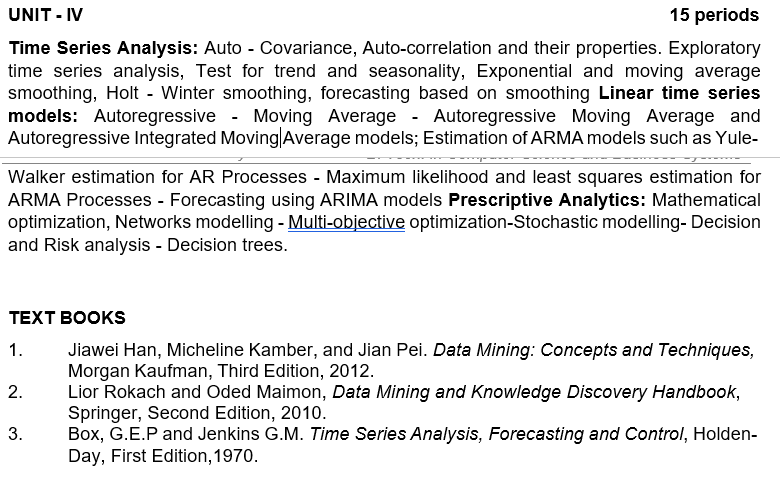 UNIT - IV 15 periods
Time Series Analysis: Auto - Covariance, Auto-correlation and their properties. Exploratory
time series analysis, Test for trend and seasonality, Exponential and moving average
smoothing, Holt - Winter smoothing, forecasting based on smoothing Linear time series
models: Autoregressive - Moving Average - Autoregressive Moving Average and
Autoregressive Integrated Moving Average models; Estimation of ARMA models such as Yule-
Walker estimation for AR Processes - Maximum likelihood and least squares estimation for
ARMA Processes - Forecasting using ARIMA models Prescriptive Analytics: Mathematical
optimization, Networks modelling - Multi-objective optimization-Stochastic modelling- Decision
and Risk analysis - Decision trees.
TEXT BOOKS
1. Jiawei Han, Micheline Kamber, and Jian Pei. Data Mining: Concepts and Techniques,
Morgan Kaufman, Third Edition, 2012.
2. Lior Rokach and Oded Maimon, Data Mining and Knowledge Discovery Handbook,
Springer, Second Edition, 2010.
3. Box, G.E.P and Jenkins G.M. Time Series Analysis, Forecasting and Control, Holden-
Day, First Edition,1970.